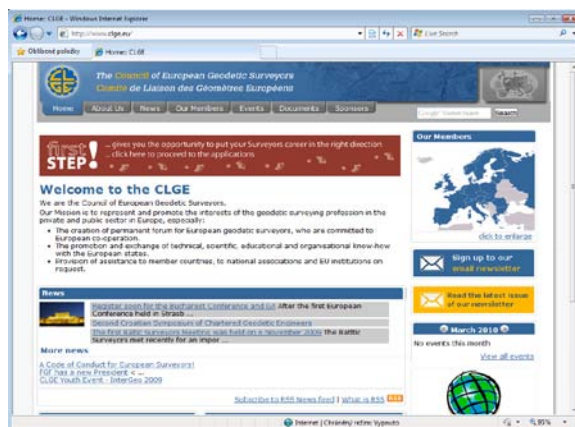 Home: CLGE - Windows Internet Explorer
http://www.clge.eu/
Live Search
Oblíbené položky
Home: CLGE
The Council of European Geodetic Surveyors
Comité de Liaison des Géomètres Européens
Home About Us News Our Members Events Documents Sponsors
Search
first STEP!
... gives you the opportunity to put your Surveyors career in the right direction
... click here to proceed to the applications
Our Members
Welcome to the CLGE
We are the Council of European Geodetic Surveyors.
Our Mission is to represent and promote the interests of the geodetic surveying profession in the
private and public sector in Europe, especially:
• The creation of permanent forum for European geodetic surveyors, who are committed to
European co-operation.
• The promotion and exchange of technical, scientific, educational and organisational know-how
with the European states.
• Provision of assistance to member countries, to national associations and EU institutions on
request.
click to enlarge
Sign up to our
email newsletter
Read the latest issue
of our newsletter
News
Register soon for the Bucharest Conference and GA After the first European
Conference held in Strasb ...
Second Croatian Symposium of Chartered Geodetic Engineers
The first Baltic Surveyors Meeting was held on 6 November 2009 The Baltic
Surveyors met recently for an impor ...
More news
A Code of Conduct for European Surveyors!
FGF has a new President < ...
CLGE Youth Event - InterGeo 2009
Subscribe to RSS News feed | What is RSS RSS
March 2010
No events this month
View all events
Internet | Chráněný režim: Vypnuto
95%